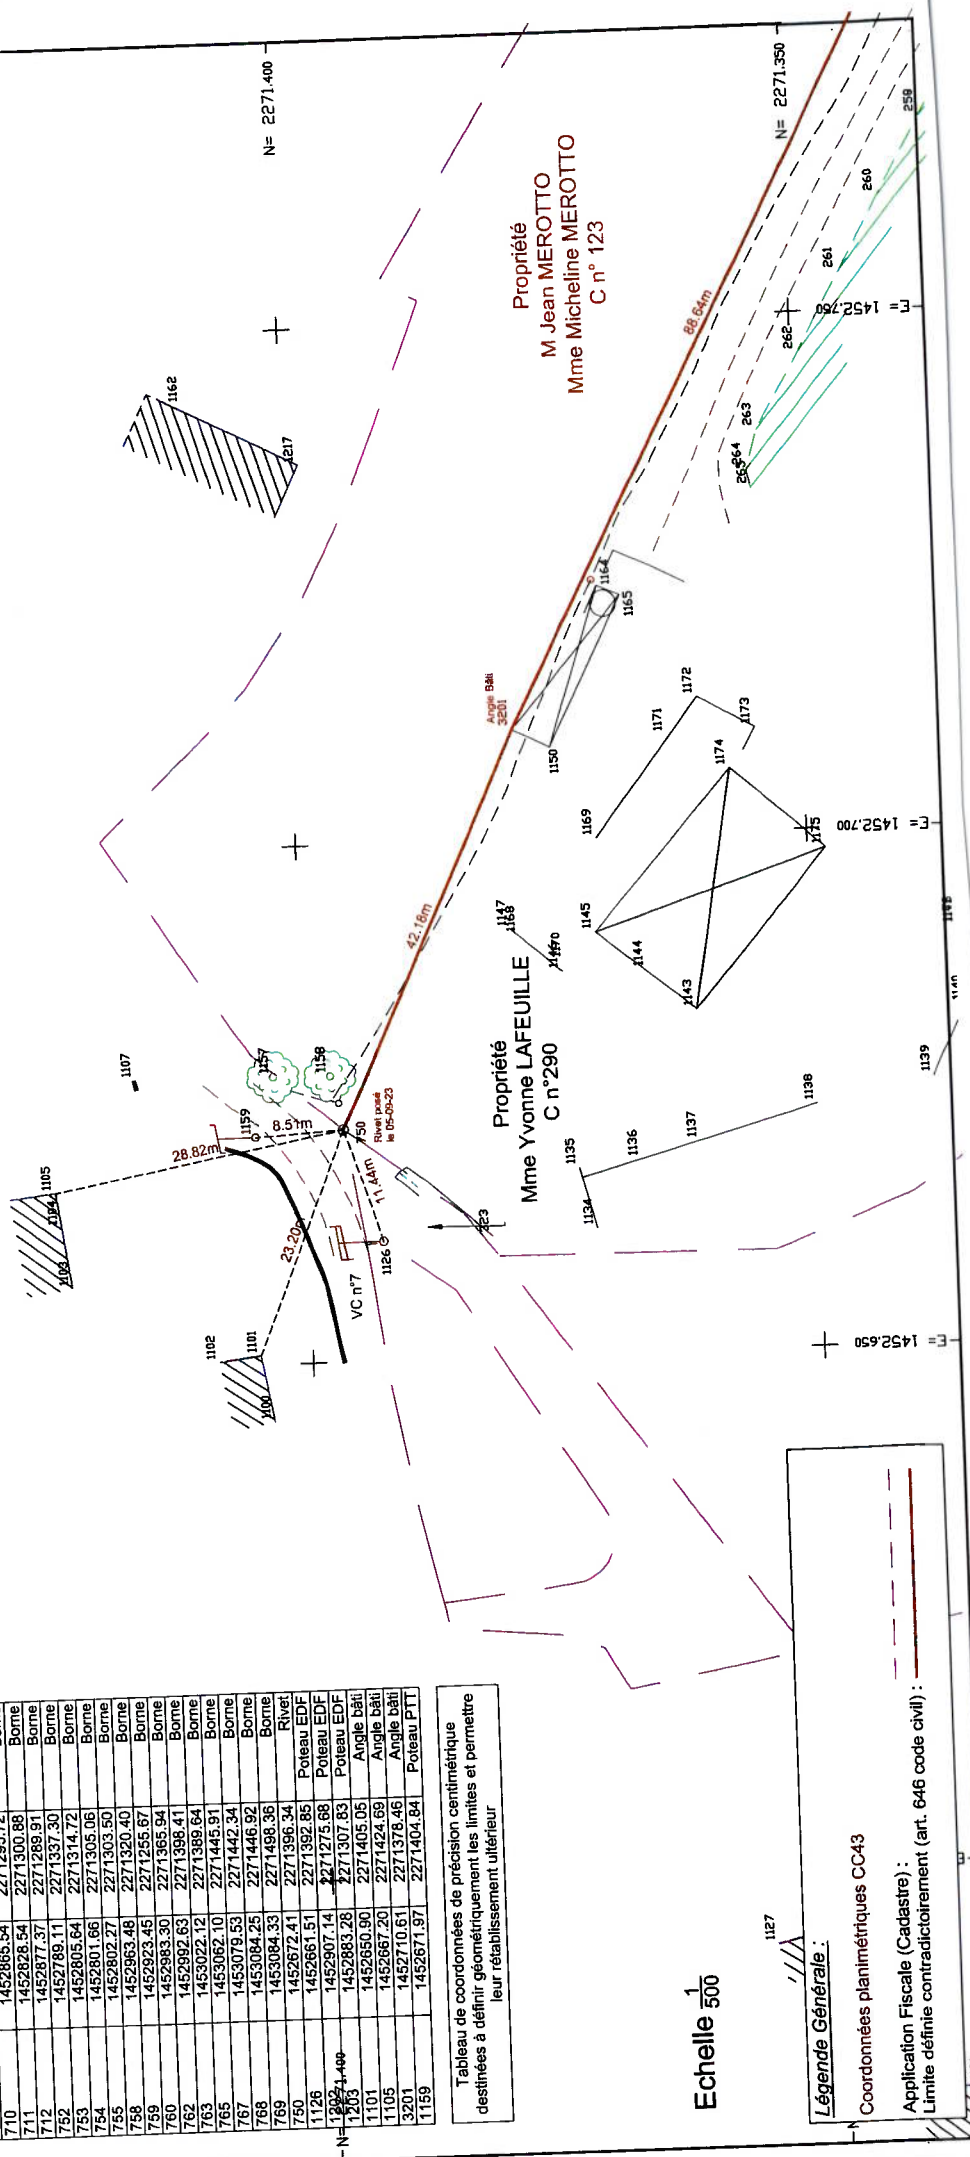 1452865.54
710 1452828.54 2271300.88 Borne
711 1452877.37 2271289.91 Borne
712 1452789.11 2271337.30 Borne
752 1452805.64 2271314.72 Borne
753 1452801.66 2271305.06 Borne
754 1452802.27 2271303.50 Borne
755 1452963.48 2271320.40 Borne
758 1452923.45 2271255.67 Borne
759 1452983.30 2271365.94 Borne
760 1452992.63 2271398.41 Borne
762 1453022.12 2271389.64 Borne
763 1453062.10 2271445.91 Borne
765 1453079.53 2271442.34 Borne
767 1453084.25 2271446.92 Borne
768 1453084.33 2271498.36 Borne
769 1452672.41 2271396.34 Rivet
750 1452661.51 2271392.85 Poteau EDF
1126 1452907.14 2271275.68 Poteau EDF
1202 1452883.28 2271307.83 Poteau EDF
1203 1452650.90 2271405.05 Angle bâti
1101 1452667.20 2271424.69 Angle bâti
1105 1452710.61 2271378.46 Angle bâti
3201 1452671.97 2271404.84 Poteau PTT
1159
Tableau de coordonnées de précision centimétrique
destinées à définir géométriquement les limites et permettre
leur rétablissement ultérieur
Echelle 1/500
1127
Légende Générale :
Coordonnées planimétriques CC43
Application Fiscale (Cadastre) :
Limite définie contradictoirement (art. 646 code civil) :
N= 2271.400
N= 2271.350
E= 1452.750
E= 1452.700
E= 1452.650
Propriété
M Jean MEROTTO
Mme Micheline MEROTTO
C n° 123
Propriété
Mme Yvonne LAFEUILLE
C n°290
88.64m
42.18m
28.82m
8.51m
11.44m
23.20
VC n°7
Angle Bâti
3201
750
Rivet posé
le 05-09-23
1162
1217
1107
1105
1104
1103
1102
1101
1100
1159
1157
1158
1126
223
1134
1135
1136
1137
1138
1139
1140
1143
1144
1145
1147
1168
1170
1150
1164
1165
1169
1171
1172
1173
1174
1175
259
260
261
262
263
264
265